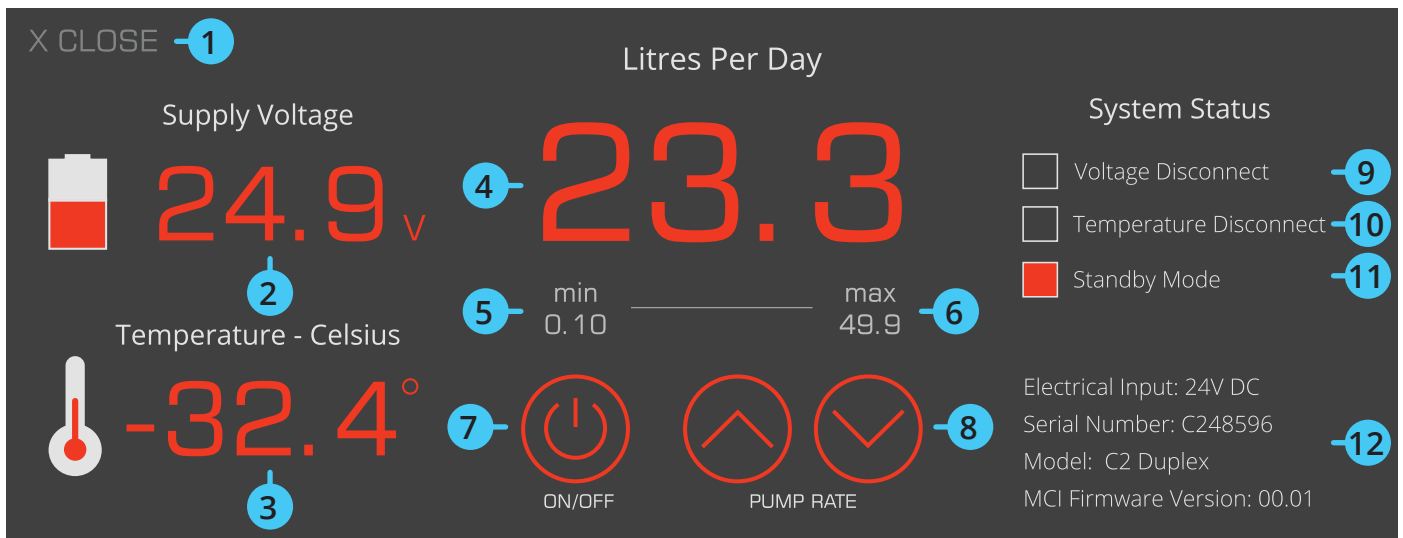 X CLOSE
1
Supply Voltage
24.9 V
2
Temperature - Celsius
-32.4°
3
Litres Per Day
4
23.3
5
min
0.10
max
49.9
6
7
ON/OFF
PUMP RATE
8
System Status
Voltage Disconnect
9
Temperature Disconnect
10
Standby Mode
11
Electrical Input: 24V DC
Serial Number: C248596
Model: C2 Duplex
MCI Firmware Version: 00.01
12